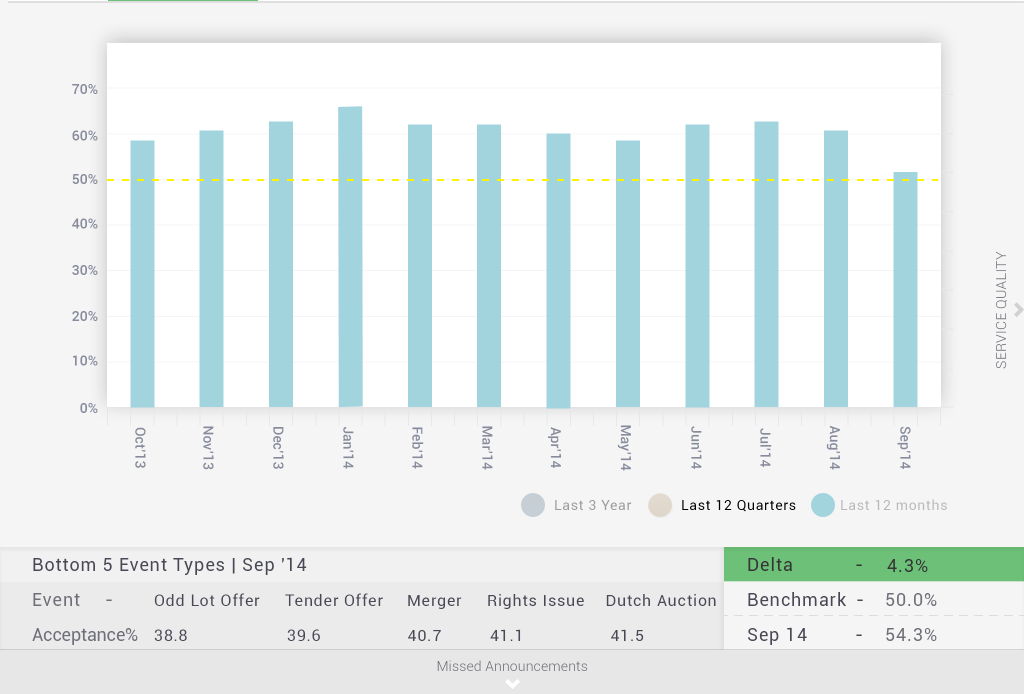 70%
60%
50%
40%
30%
20%
10%
0%
Oct'13 Nov'13 Dec'13 Jan'14 Feb'14 Mar'14 Apr'14 May'14 Jun'14 Jul'14 Aug'14 Sep'14
SERVICE QUALITY
Last 3 Year Last 12 Quarters Last 12 months
Bottom 5 Event Types | Sep '14
Event - Odd Lot Offer Tender Offer Merger Rights Issue Dutch Auction
Acceptance% 38.8 39.6 40.7 41.1 41.5
Delta - 4.3%
Benchmark - 50.0%
Sep 14 - 54.3%
Missed Announcements